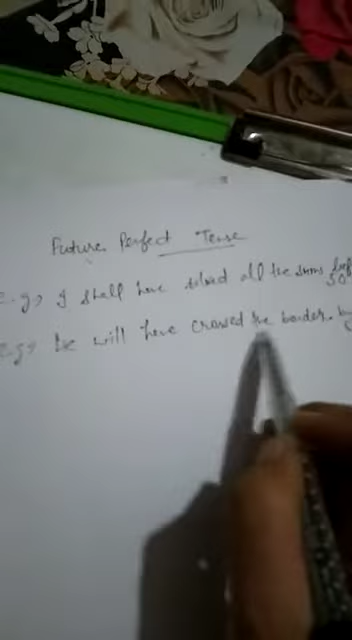 Future Perfect Tense
e.g, I shall have solved all the sums
e.g, He will have crossed the border.